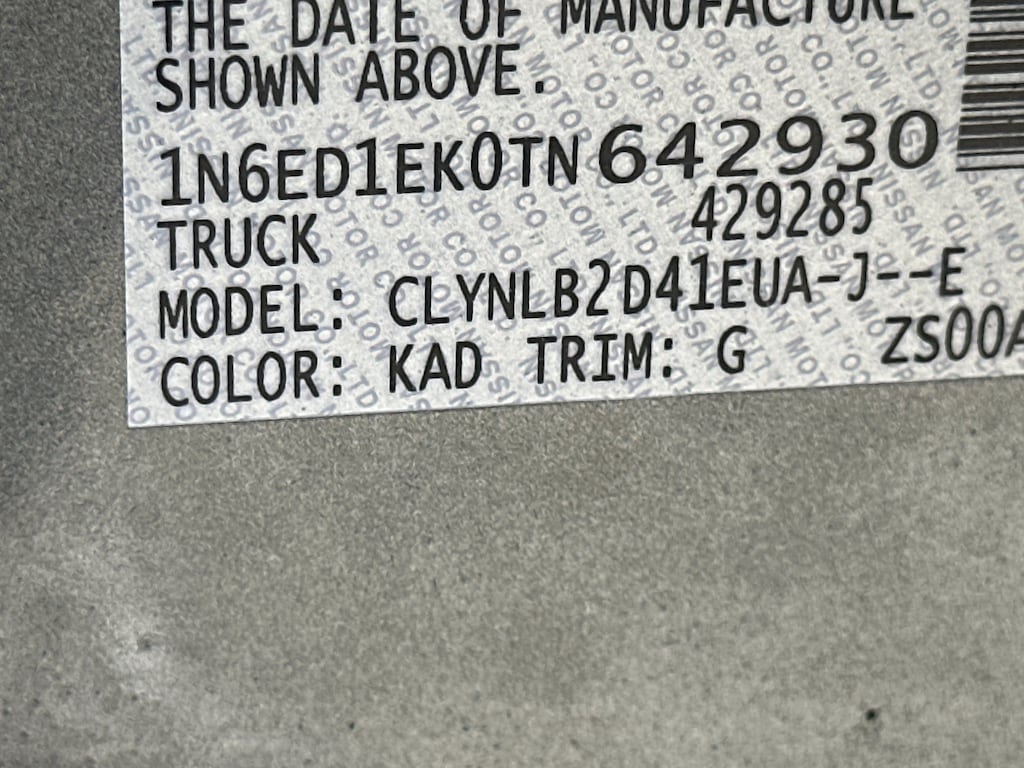 THE DATE OF MANUFACTURE
SHOWN ABOVE.
1N6ED1EK0TN642930
TRUCK 429285
MODEL: CLYNLB2D41EUA-J--E
COLOR: KAD TRIM: G ZS00A